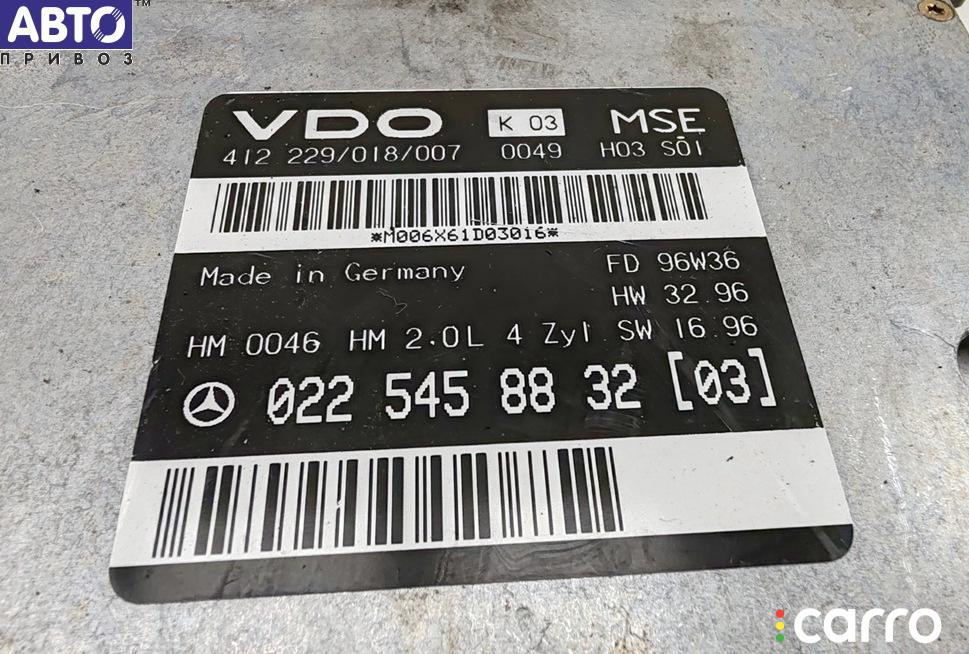 АВТО™
ПРИВОЗ
VDO K 03 MSE
412 229/018/007 0049 H03 S01
*M006X61D03016*
Made in Germany FD 96W36
HW 32.96
HM 0046 HM 2.0L 4 Zyl SW 16.96
022 545 88 32 [03]
carro